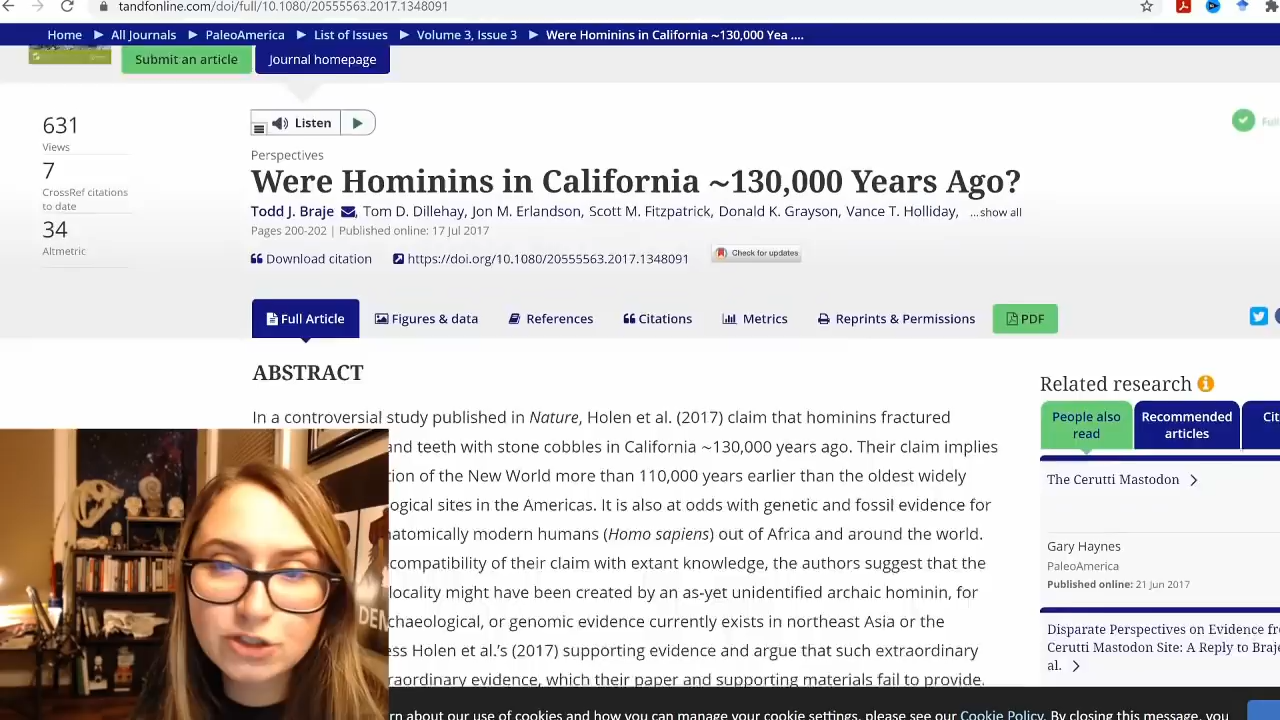 tandfonline.com/doi/full/10.1080/20555563.2017.1348091
Home All Journals PaleoAmerica List of Issues Volume 3, Issue 3 Were Hominins in California ~130,000 Yea ....
Submit an article Journal homepage
631
Views
7
CrossRef citations
to date
34
Altmetric
Listen
Full
Perspectives
Were Hominins in California ~130,000 Years Ago?
Todd J. Braje , Tom D. Dillehay, Jon M. Erlandson, Scott M. Fitzpatrick, Donald K. Grayson, Vance T. Holliday, ...show all
Pages 200-202 | Published online: 17 Jul 2017
Download citation https://doi.org/10.1080/20555563.2017.1348091 Check for updates
Full Article Figures & data References Citations Metrics Reprints & Permissions PDF
ABSTRACT
In a controversial study published in Nature, Holen et al. (2017) claim that hominins fractured
and teeth with stone cobbles in California ~130,000 years ago. Their claim implies
ion of the New World more than 110,000 years earlier than the oldest widely
ological sites in the Americas. It is also at odds with genetic and fossil evidence for
natomically modern humans (Homo sapiens) out of Africa and around the world.
compatibility of their claim with extant knowledge, the authors suggest that the
locality might have been created by an as-yet unidentified archaic hominin, for
chaeological, or genomic evidence currently exists in northeast Asia or the
ess Holen et al.'s (2017) supporting evidence and argue that such extraordinary
raordinary evidence, which their paper and supporting materials fail to provide.
Related research
People also
read
Recommended
articles
Cit
The Cerutti Mastodon
Gary Haynes
PaleoAmerica
Published online: 21 Jun 2017
Disparate Perspectives on Evidence fro
Cerutti Mastodon Site: A Reply to Braje
al.
DEN
rn about our use of cookies and how you can manage your cookie settings, please see our Cookie Policy. By closing this message, you